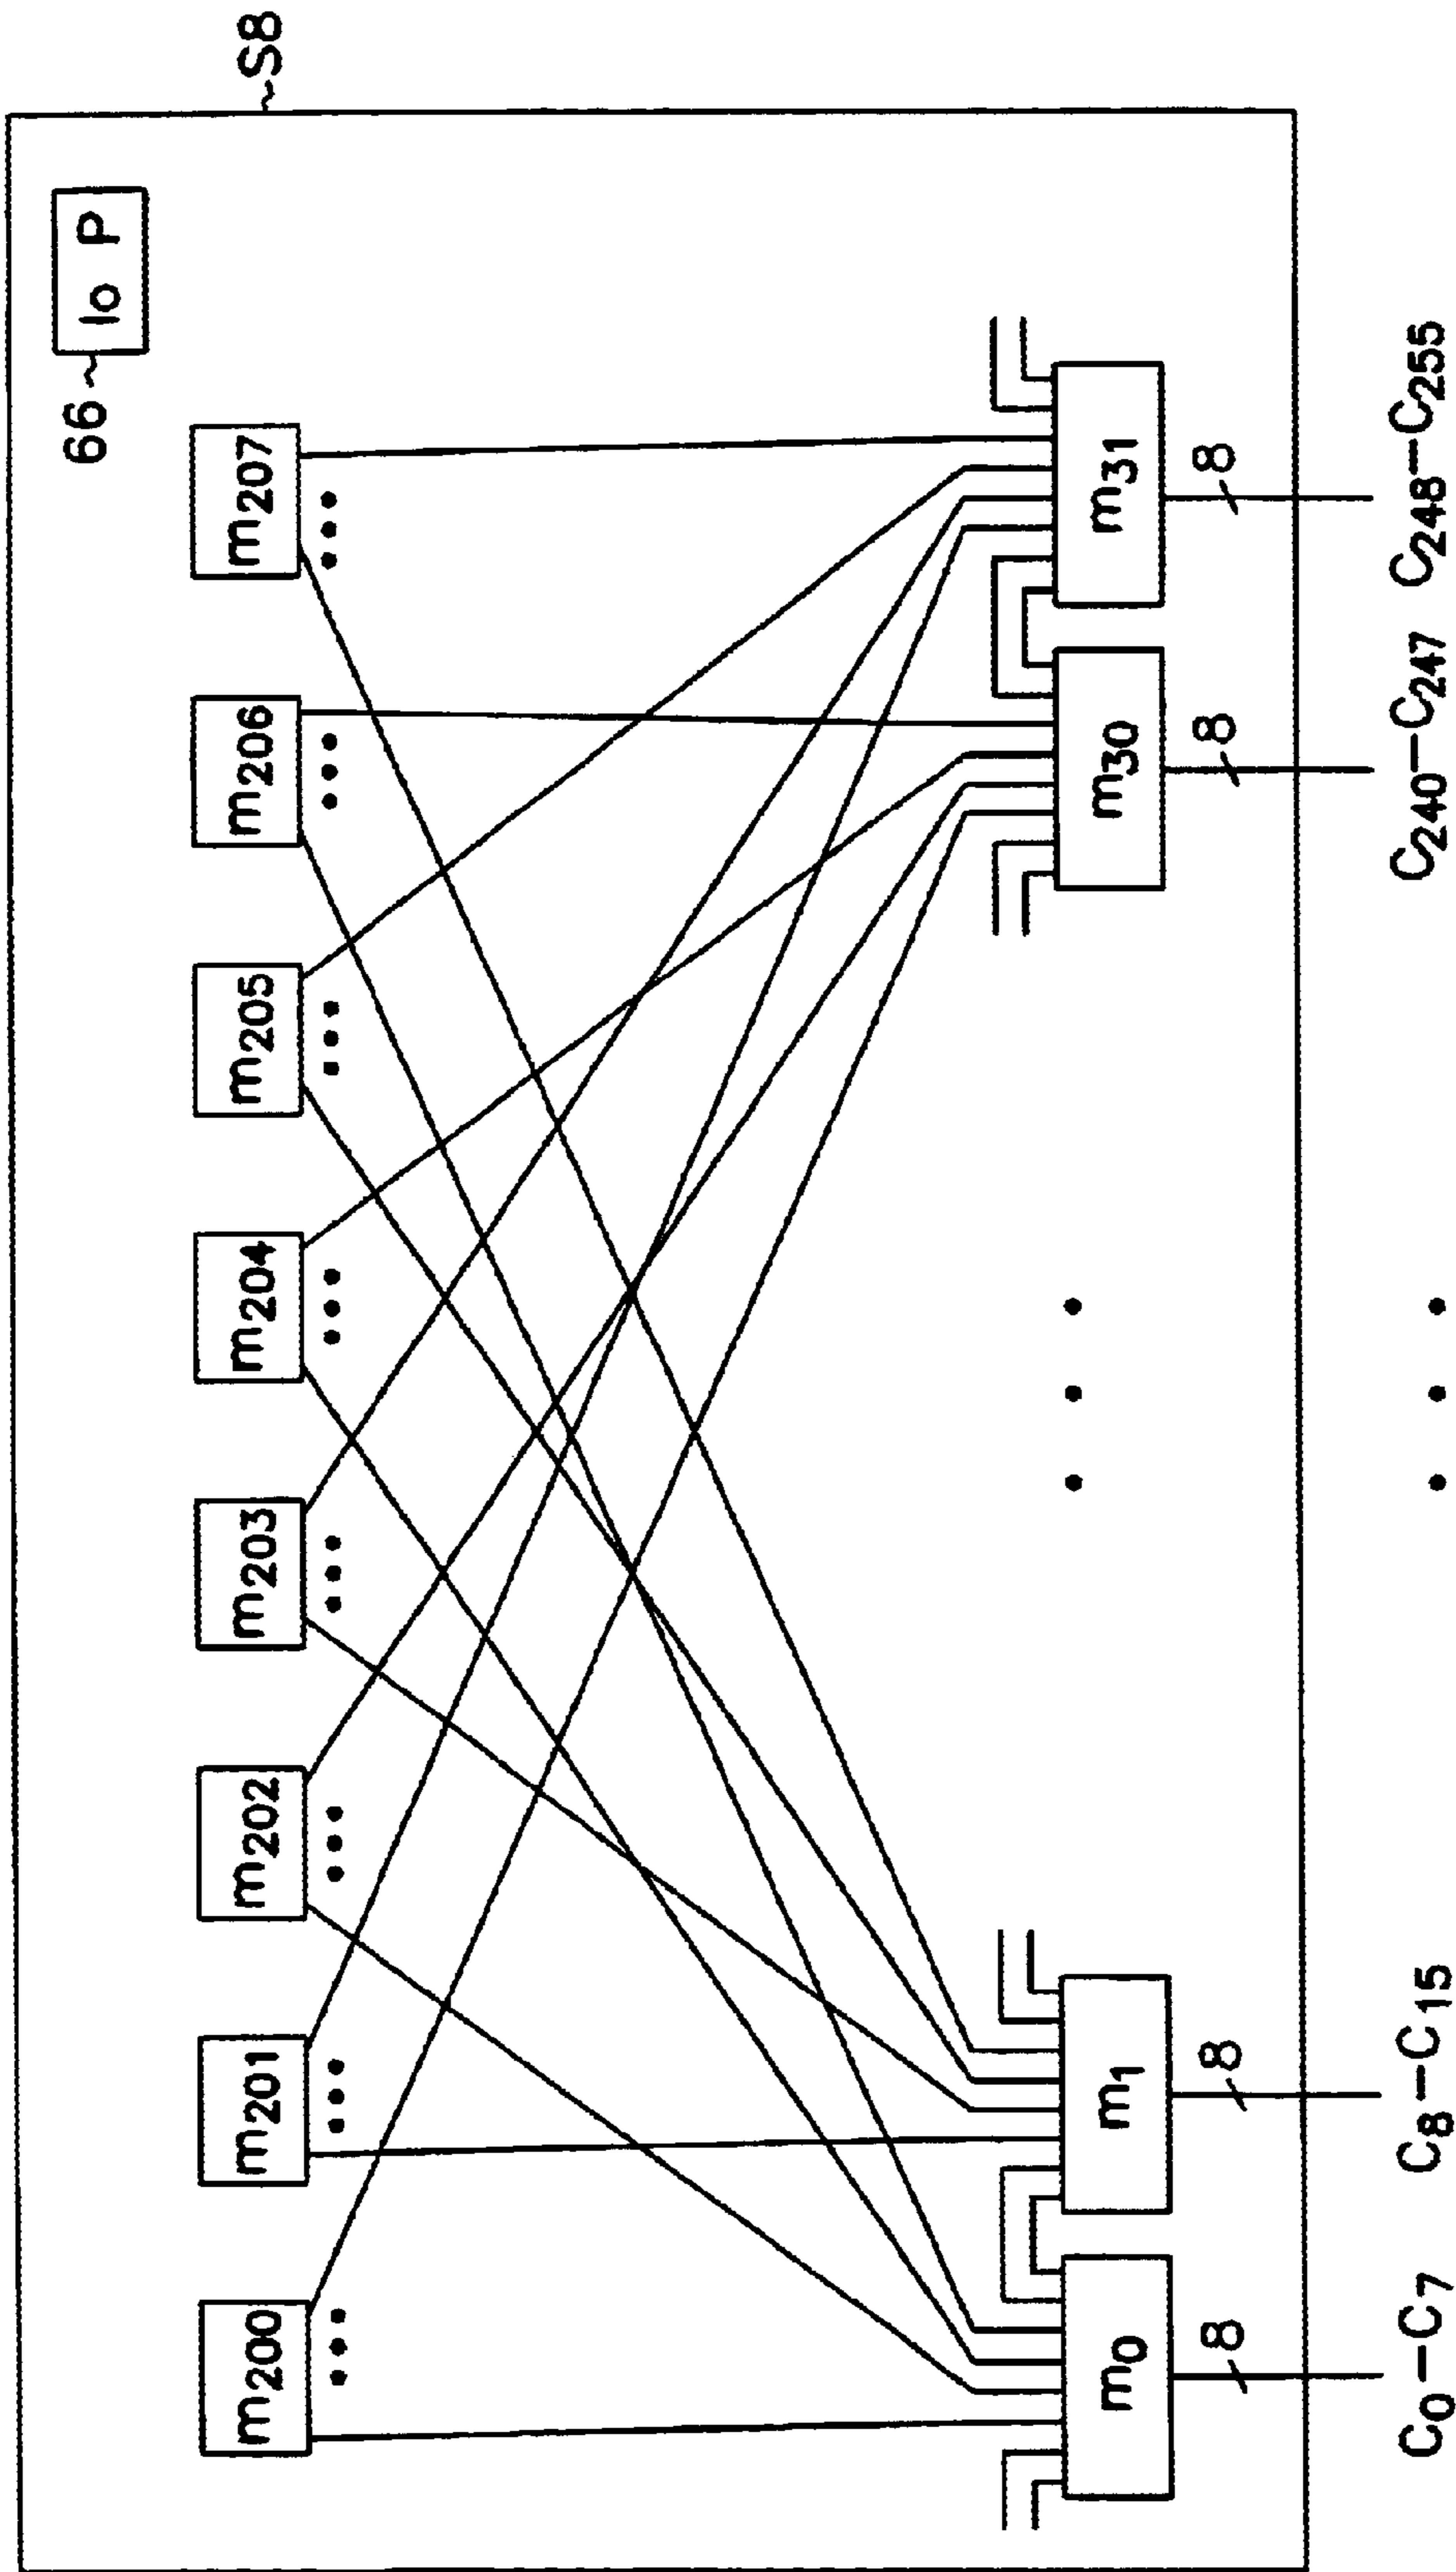 S8
66 Io P
m200 m201 m202 m203 m204 m205 m206 m207
m0 m1 m30 m31
8 8 8 8
C0–C7 C8–C15 C240–C247 C248–C255